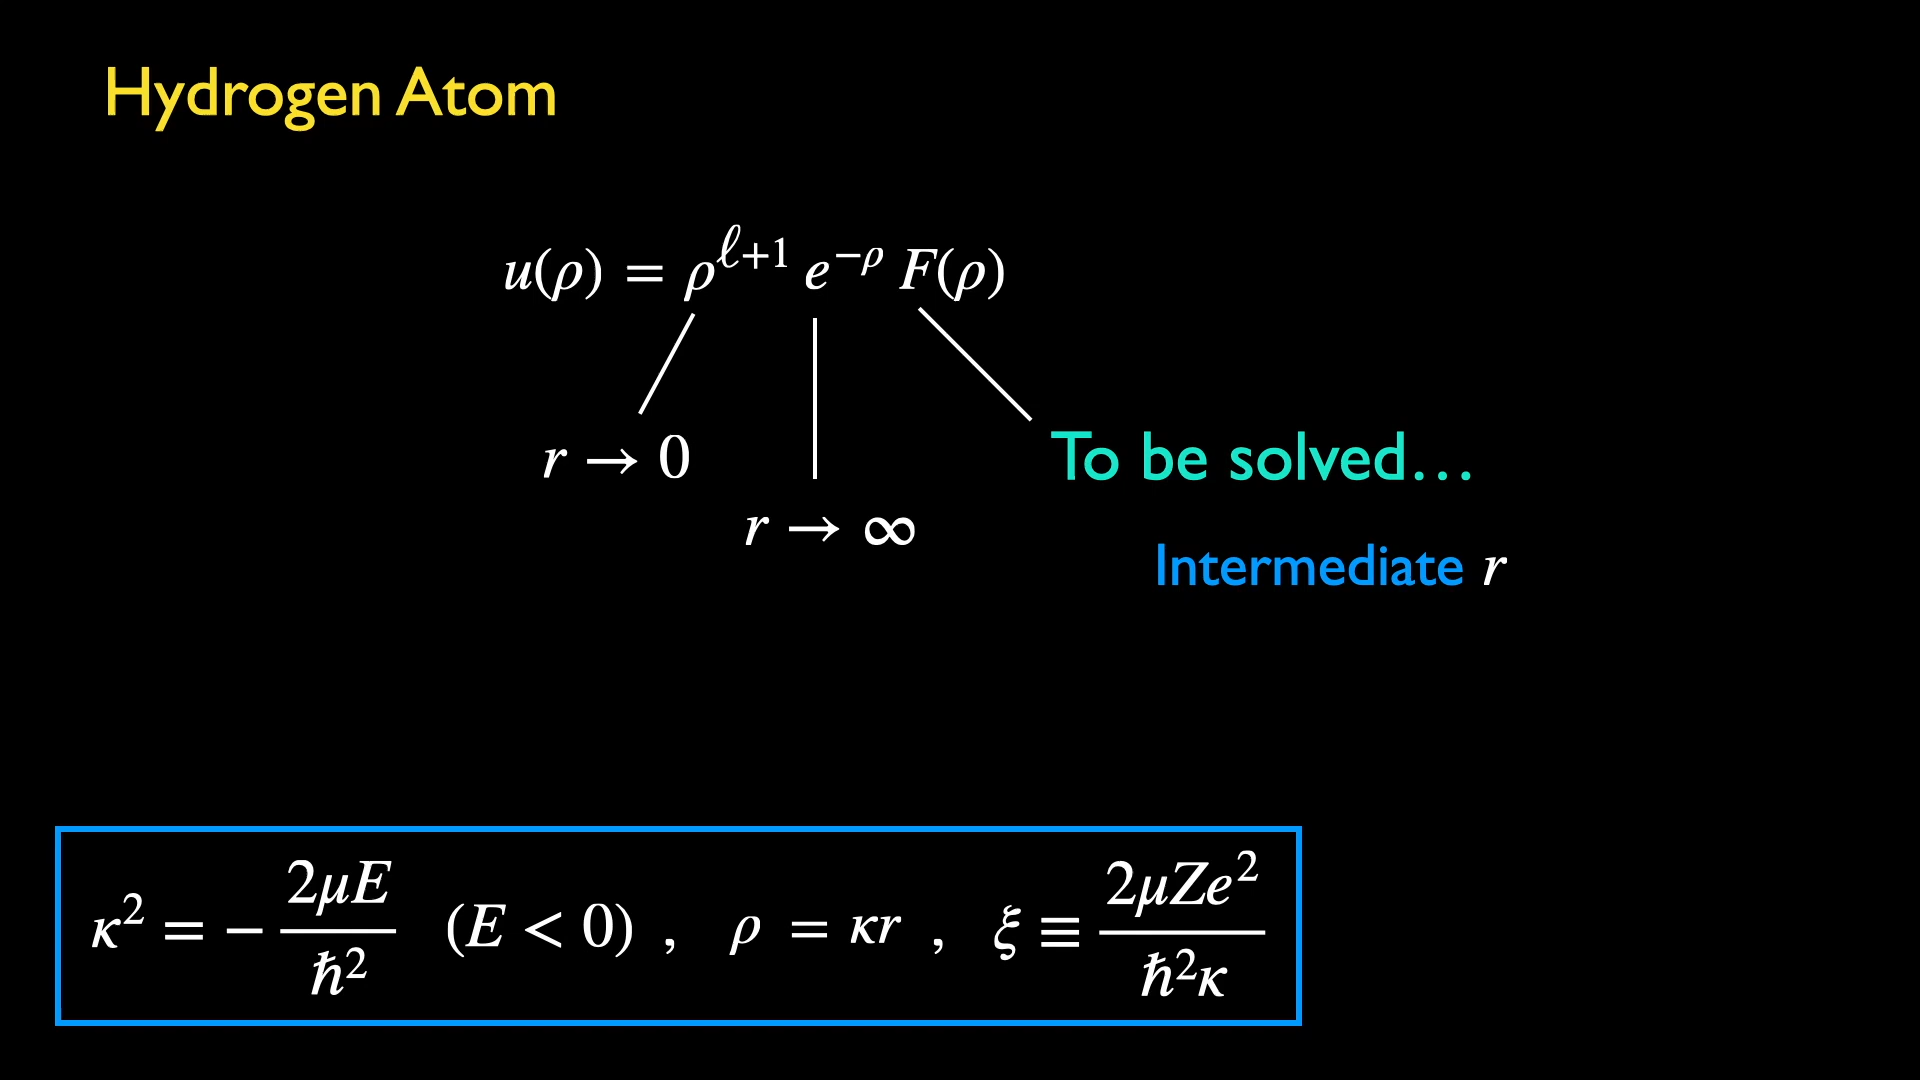 Hydrogen Atom
u(ρ) = ρ^{ℓ+1} e^{−ρ} F(ρ)
r → 0
To be solved…
r → ∞
Intermediate r
κ² = − 2μE / ħ² (E < 0) , ρ = κr , ξ ≡ 2μZe² / ħ²κ